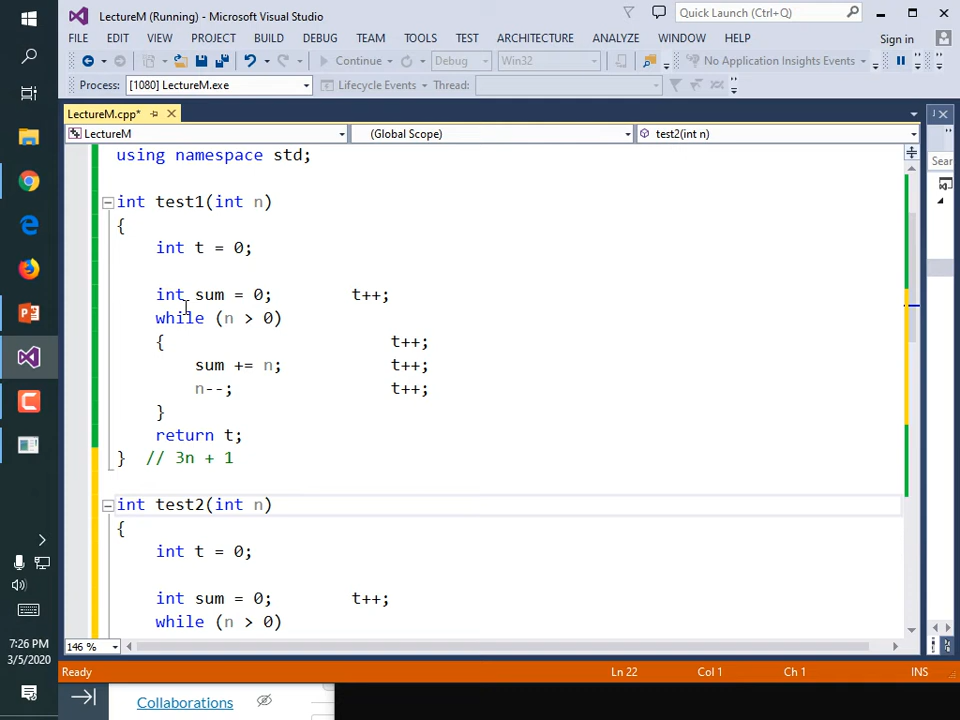 LectureM (Running) - Microsoft Visual Studio
Quick Launch (Ctrl+Q)
FILE EDIT VIEW PROJECT BUILD DEBUG TEAM TOOLS TEST ARCHITECTURE ANALYZE WINDOW HELP
Sign in
Continue Debug Win32 No Application Insights Events
Process: [1080] LectureM.exe Lifecycle Events Thread:
LectureM.cpp*
LectureM (Global Scope) test2(int n)
Sear
using namespace std;
int test1(int n)
{
int t = 0;
int sum = 0; t++;
while (n > 0)
{ t++;
sum += n; t++;
n--; t++;
}
return t;
} // 3n + 1
int test2(int n)
{
int t = 0;
int sum = 0; t++;
while (n > 0)
146 %
Ready Ln 22 Col 1 Ch 1 INS
7:26 PM
3/5/2020
Collaborations